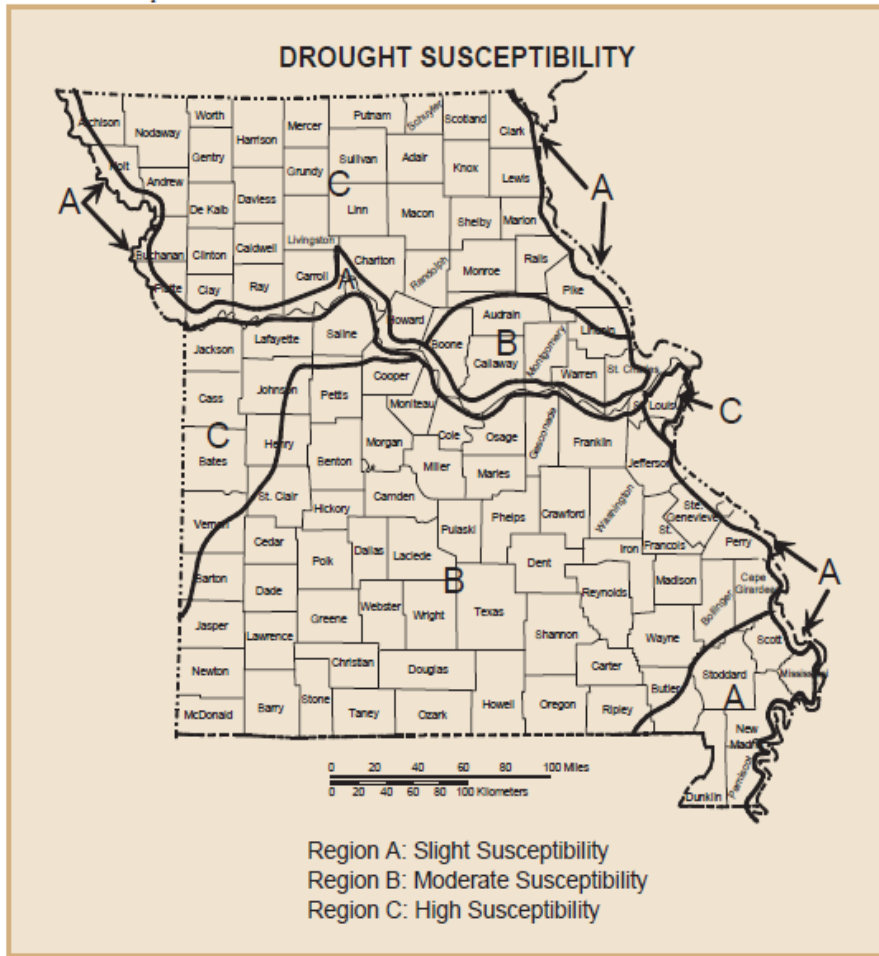 DROUGHT SUSCEPTIBILITY
Atchison Nodaway Worth Harrison Mercer Putnam Schuyler Scotland Clark
Holt Andrew Gentry Grundy Sullivan Adair Knox Lewis
A De Kalb Daviess C Linn Macon Shelby Marion A
Buchanan Clinton Caldwell Livingston Chariton Randolph Monroe Ralls
Platte Clay Ray Carroll A Howard Audrain Pike
Jackson Lafayette Saline Boone B Callaway Montgomery Lincoln Warren St. Charles
Cass Johnson Pettis Cooper Moniteau St. Louis C
C Henry Morgan Cole Osage Gasconade Franklin
Bates Benton Miller Maries Jefferson
St. Clair Hickory Camden Pulaski Phelps Crawford Washington St. Francois Ste. Genevieve
Vernon Cedar Polk Dallas Laclede Dent Iron Perry A
Barton Dade B Madison Bollinger Cape Girardeau
Jasper Greene Webster Wright Texas Reynolds Wayne
Lawrence Shannon Scott
Newton Christian Douglas Carter Stoddard Mississippi
McDonald Barry Stone Taney Ozark Howell Oregon Ripley Butler A
New Madrid
Dunklin Pemiscot
0 20 40 60 80 100 Miles
0 20 40 60 80 100 Kilometers
Region A: Slight Susceptibility
Region B: Moderate Susceptibility
Region C: High Susceptibility